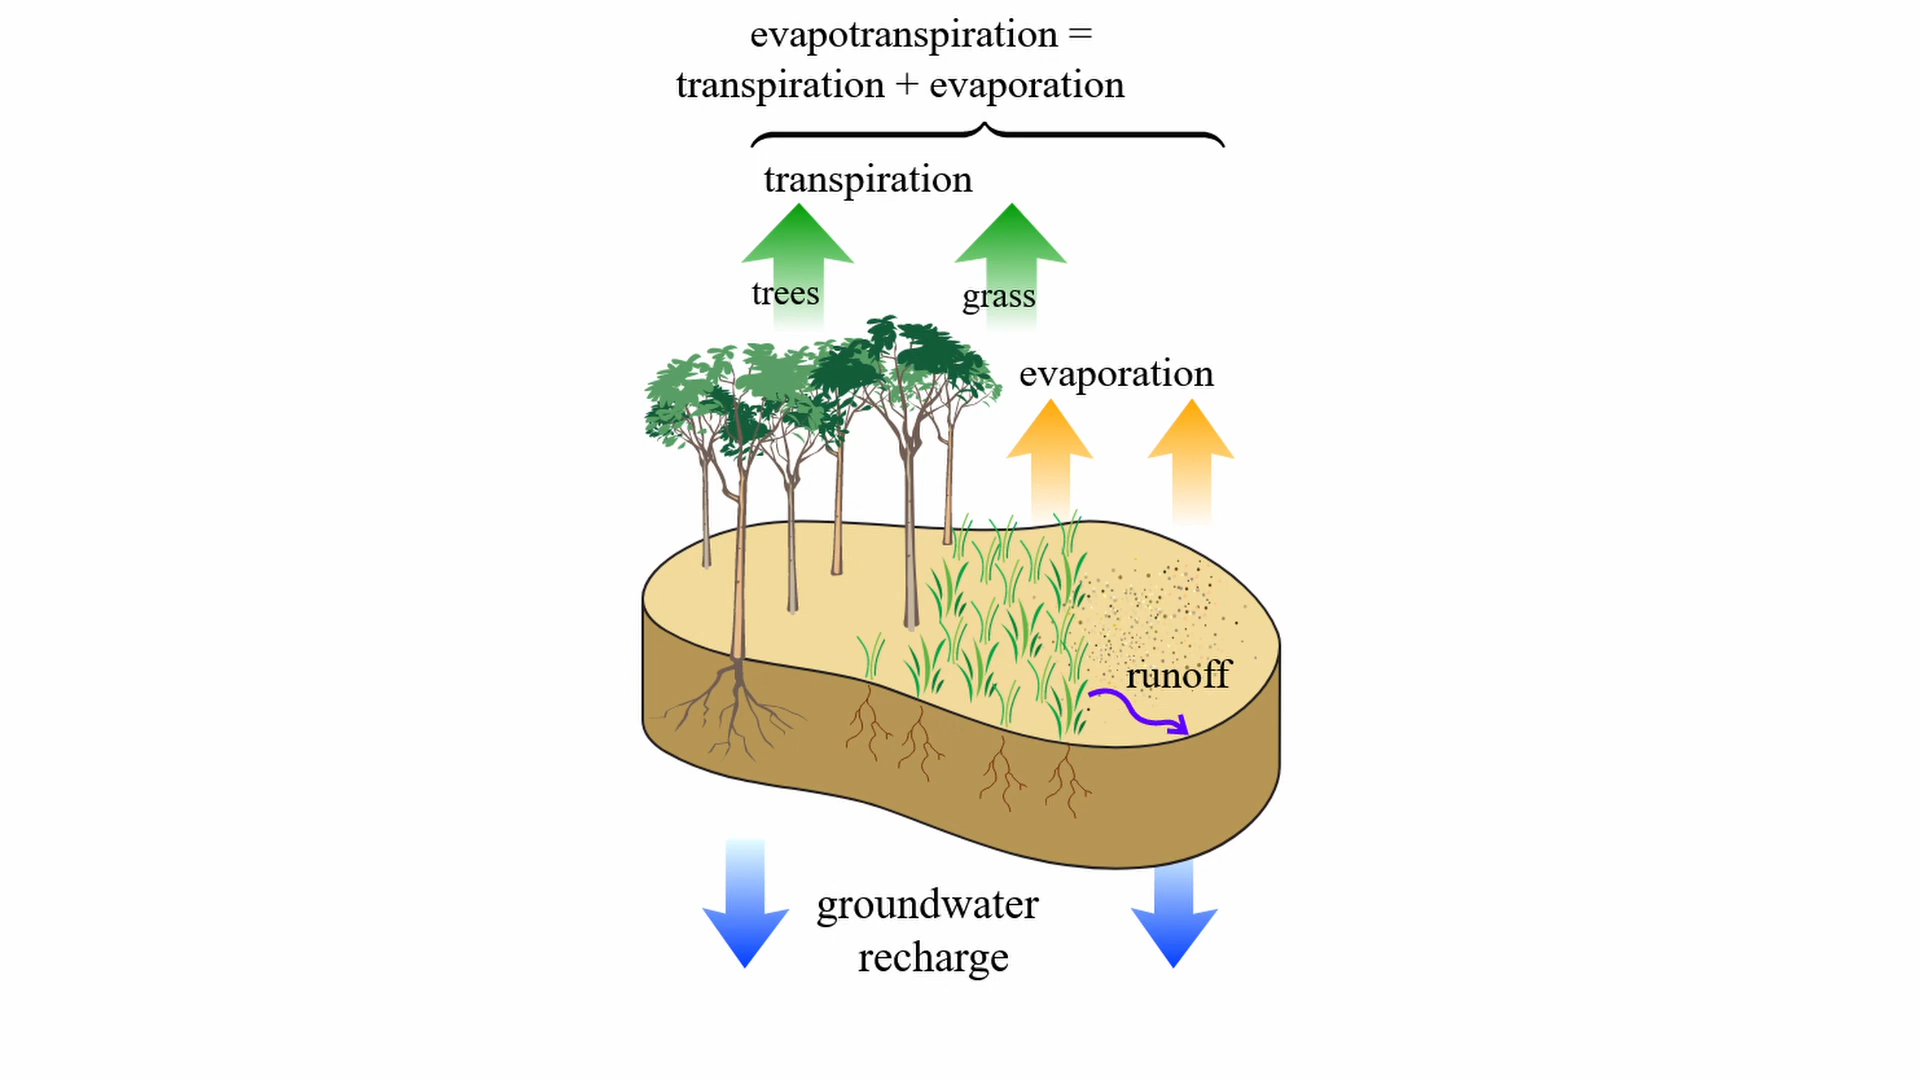 evapotranspiration =
transpiration + evaporation
transpiration
trees
grass
evaporation
runoff
groundwater
recharge